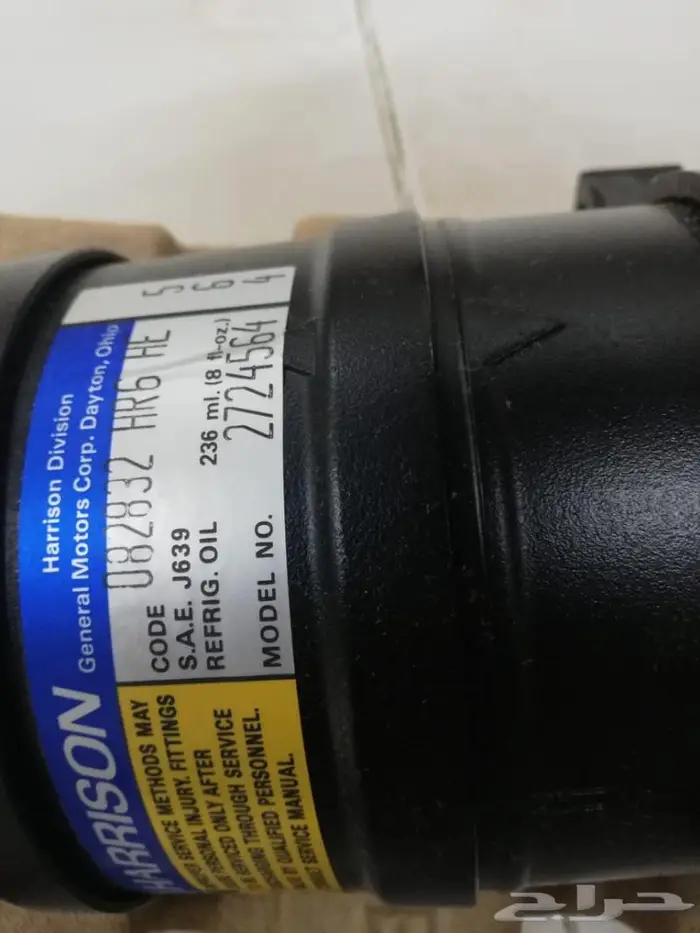 HARRISON
Harrison Division
General Motors Corp. Dayton, Ohio
CODE 082832 HR6 HE 5
S.A.E. J639 6
REFRIG. OIL 236 ml. (8 fl-oz.) 4
MODEL NO. 2724564
SERVICE METHODS MAY
PERSONAL INJURY. FITTINGS
SERVICED ONLY AFTER
SERVICED THROUGH SERVICE
BY QUALIFIED PERSONNEL.
SERVICE MANUAL.
حراج